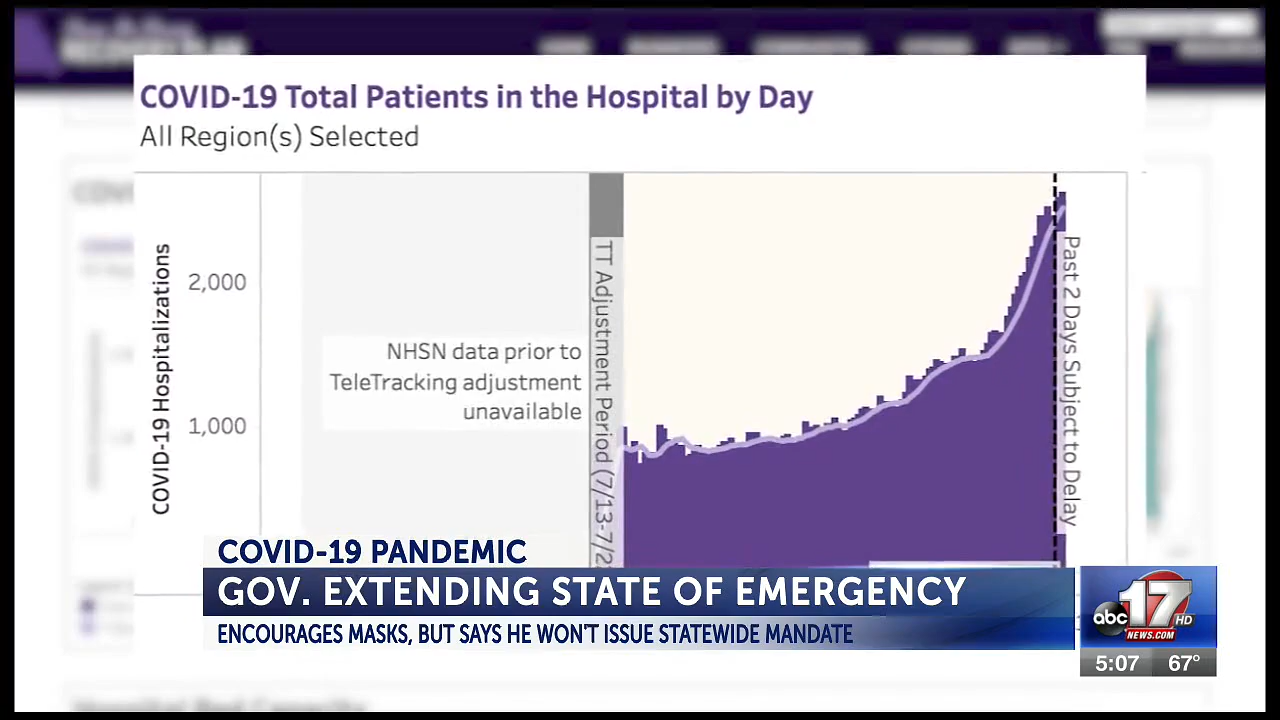 COVID-19 Total Patients in the Hospital by Day
All Region(s) Selected
COVID-19 Hospitalizations
2,000
1,000
NHSN data prior to
TeleTracking adjustment
unavailable
TT Adjustment Period (7/13-7/2
Past 2 Days Subject to Delay
COVID-19 PANDEMIC
GOV. EXTENDING STATE OF EMERGENCY
ENCOURAGES MASKS, BUT SAYS HE WON'T ISSUE STATEWIDE MANDATE
abc 17 HD
NEWS.COM
5:07 67°